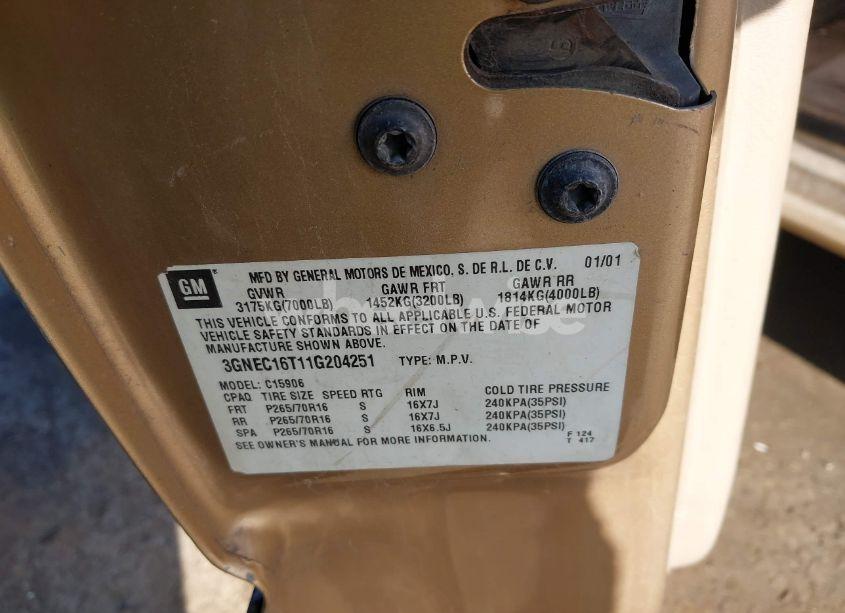 GM
MFD BY GENERAL MOTORS DE MEXICO, S. DE R.L. DE C.V. 01/01
GVWR GAWR FRT GAWR RR
3175KG(7000LB) 1452KG(3200LB) 1814KG(4000LB)
THIS VEHICLE CONFORMS TO ALL APPLICABLE U.S. FEDERAL MOTOR
VEHICLE SAFETY STANDARDS IN EFFECT ON THE DATE OF
MANUFACTURE SHOWN ABOVE.
3GNEC16T11G204251 TYPE: M.P.V.
MODEL: C15906
CPAQ TIRE SIZE SPEED RTG RIM COLD TIRE PRESSURE
FRT P265/70R16 S 16X7J 240KPA(35PSI)
RR P265/70R16 S 16X7J 240KPA(35PSI)
SPA P265/70R16 S 16X6.5J 240KPA(35PSI)
SEE OWNER'S MANUAL FOR MORE INFORMATION.
F 124
T 417